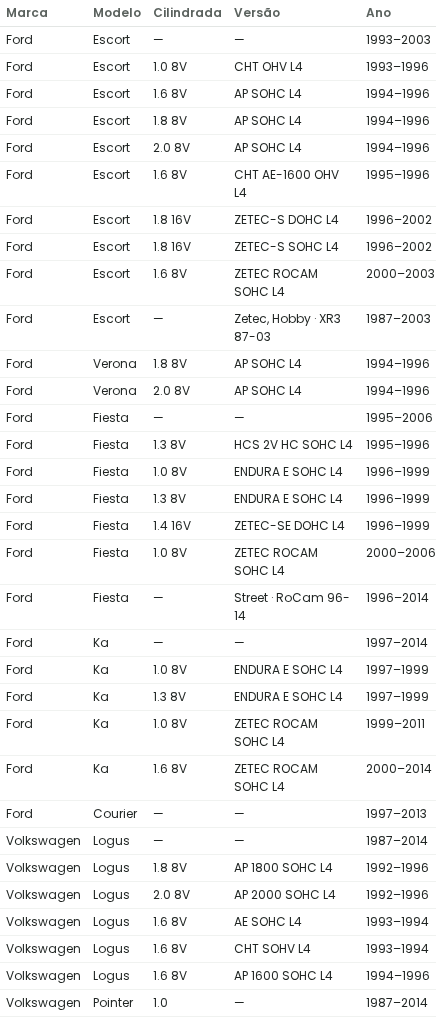 Marca Modelo Cilindrada Versão Ano
Ford Escort — — 1993–2003
Ford Escort 1.0 8V CHT OHV L4 1993–1996
Ford Escort 1.6 8V AP SOHC L4 1994–1996
Ford Escort 1.8 8V AP SOHC L4 1994–1996
Ford Escort 2.0 8V AP SOHC L4 1994–1996
Ford Escort 1.6 8V CHT AE-1600 OHV 1995–1996
L4
Ford Escort 1.8 16V ZETEC-S DOHC L4 1996–2002
Ford Escort 1.8 16V ZETEC-S SOHC L4 1996–2002
Ford Escort 1.6 8V ZETEC ROCAM 2000–2003
SOHC L4
Ford Escort — Zetec, Hobby · XR3 1987–2003
87-03
Ford Verona 1.8 8V AP SOHC L4 1994–1996
Ford Verona 2.0 8V AP SOHC L4 1994–1996
Ford Fiesta — — 1995–2006
Ford Fiesta 1.3 8V HCS 2V HC SOHC L4 1995–1996
Ford Fiesta 1.0 8V ENDURA E SOHC L4 1996–1999
Ford Fiesta 1.3 8V ENDURA E SOHC L4 1996–1999
Ford Fiesta 1.4 16V ZETEC-SE DOHC L4 1996–1999
Ford Fiesta 1.0 8V ZETEC ROCAM 2000–2006
SOHC L4
Ford Fiesta — Street · RoCam 96- 1996–2014
14
Ford Ka — — 1997–2014
Ford Ka 1.0 8V ENDURA E SOHC L4 1997–1999
Ford Ka 1.3 8V ENDURA E SOHC L4 1997–1999
Ford Ka 1.0 8V ZETEC ROCAM 1999–2011
SOHC L4
Ford Ka 1.6 8V ZETEC ROCAM 2000–2014
SOHC L4
Ford Courier — — 1997–2013
Volkswagen Logus — — 1987–2014
Volkswagen Logus 1.8 8V AP 1800 SOHC L4 1992–1996
Volkswagen Logus 2.0 8V AP 2000 SOHC L4 1992–1996
Volkswagen Logus 1.6 8V AE SOHC L4 1993–1994
Volkswagen Logus 1.6 8V CHT SOHV L4 1993–1994
Volkswagen Logus 1.6 8V AP 1600 SOHC L4 1994–1996
Volkswagen Pointer 1.0 — 1987–2014